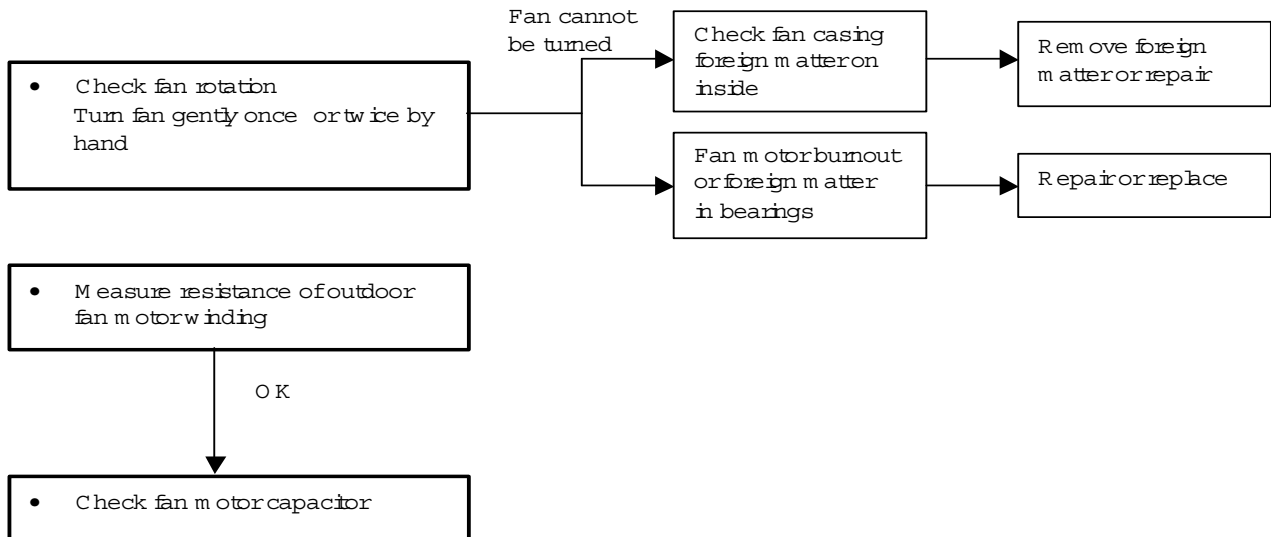 Fan cannot
be turned
• Check fan rotation
Turn fan gently once or twice by
hand
Check fan casing
foreign matter on
inside
Remove foreign
matter or repair
Fan motor burnout
or foreign matter
in bearings
Repair or replace
• Measure resistance of outdoor
fan motor winding
OK
• Check fan motor capacitor